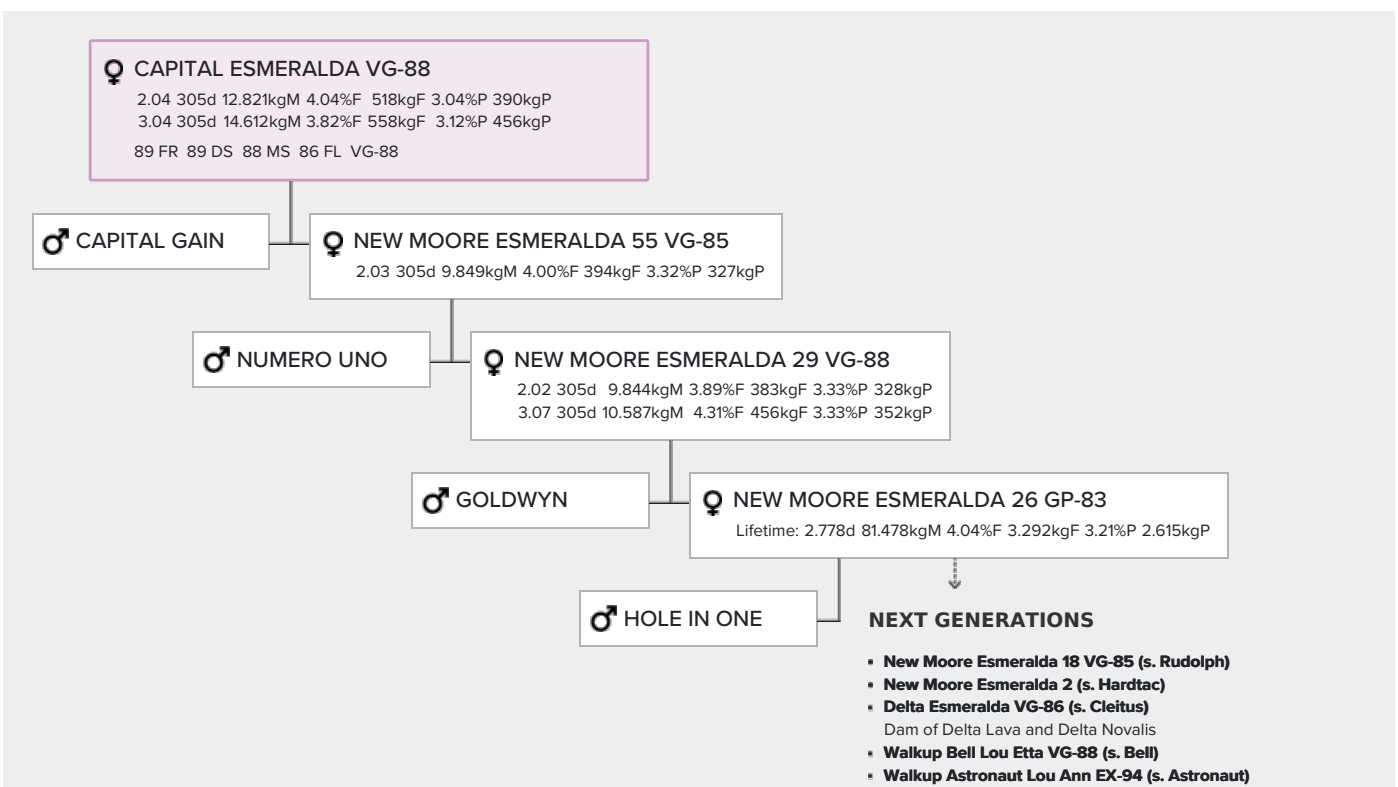 CAPITAL ESMERALDA VG-88
2.04 305d 12.821kgM 4.04%F 518kgF 3.04%P 390kgP
3.04 305d 14.612kgM 3.82%F 558kgF 3.12%P 456kgP
89 FR 89 DS 88 MS 86 FL VG-88
CAPITAL GAIN
NEW MOORE ESMERALDA 55 VG-85
2.03 305d 9.849kgM 4.00%F 394kgF 3.32%P 327kgP
NUMERO UNO
NEW MOORE ESMERALDA 29 VG-88
2.02 305d 9.844kgM 3.89%F 383kgF 3.33%P 328kgP
3.07 305d 10.587kgM 4.31%F 456kgF 3.33%P 352kgP
GOLDWYN
NEW MOORE ESMERALDA 26 GP-83
Lifetime: 2.778d 81.478kgM 4.04%F 3.292kgF 3.21%P 2.615kgP
HOLE IN ONE
NEXT GENERATIONS
• New Moore Esmeralda 18 VG-85 (s. Rudolph)
• New Moore Esmeralda 2 (s. Hardtac)
• Delta Esmeralda VG-86 (s. Cleitus)
Dam of Delta Lava and Delta Novalis
• Walkup Bell Lou Etta VG-88 (s. Bell)
• Walkup Astronaut Lou Ann EX-94 (s. Astronaut)